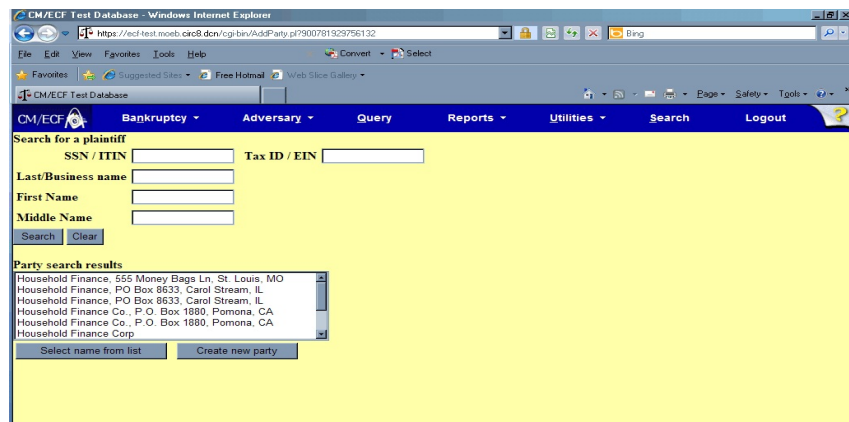 CM/ECF Test Database - Windows Internet Explorer
https://ecf-test.moeb.circ8.dcn/cgi-bin/AddParty.pl?900781929756132 Bing
File Edit View Favorites Tools Help Convert Select
Favorites Suggested Sites Free Hotmail Web Slice Gallery
CM/ECF Test Database Page Safety Tools
CM/ECF Bankruptcy Adversary Query Reports Utilities Search Logout ?
Search for a plaintiff
SSN / ITIN Tax ID / EIN
Last/Business name
First Name
Middle Name
Search Clear
Party search results
Household Finance, 555 Money Bags Ln, St. Louis, MO
Household Finance, PO Box 8633, Carol Stream, IL
Household Finance, PO Box 8633, Carol Stream, IL
Household Finance Co., P.O. Box 1880, Pomona, CA
Household Finance Co., P.O. Box 1880, Pomona, CA
Household Finance Corp
Select name from list Create new party